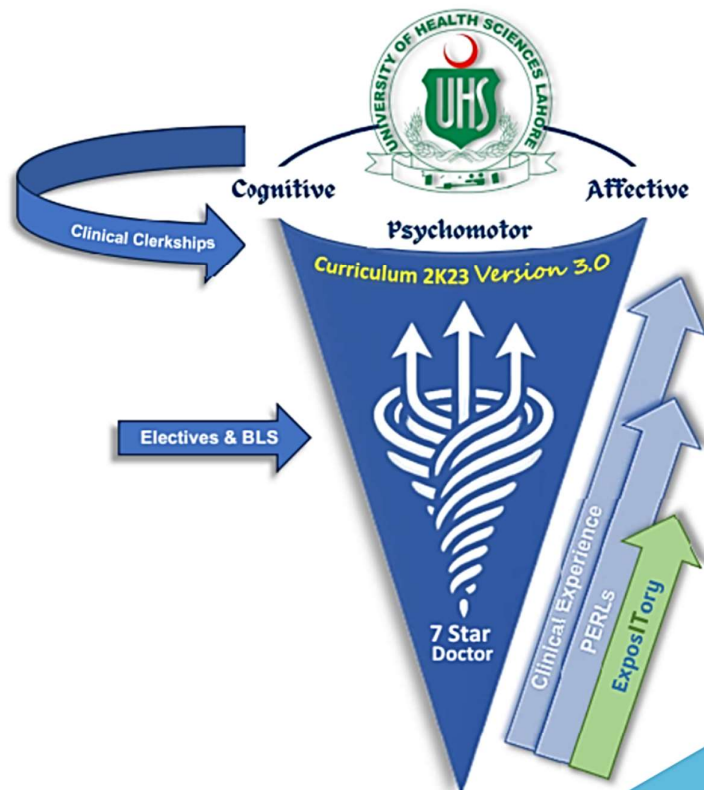 UNIVERSITY OF HEALTH SCIENCES LAHORE
UHS
Cognitive
Affective
Psychomotor
Clinical Clerkships
Curriculum 2K23 Version 3.0
Electives & BLS
7 Star
Doctor
Clinical Experience
PERLs
ExposITory